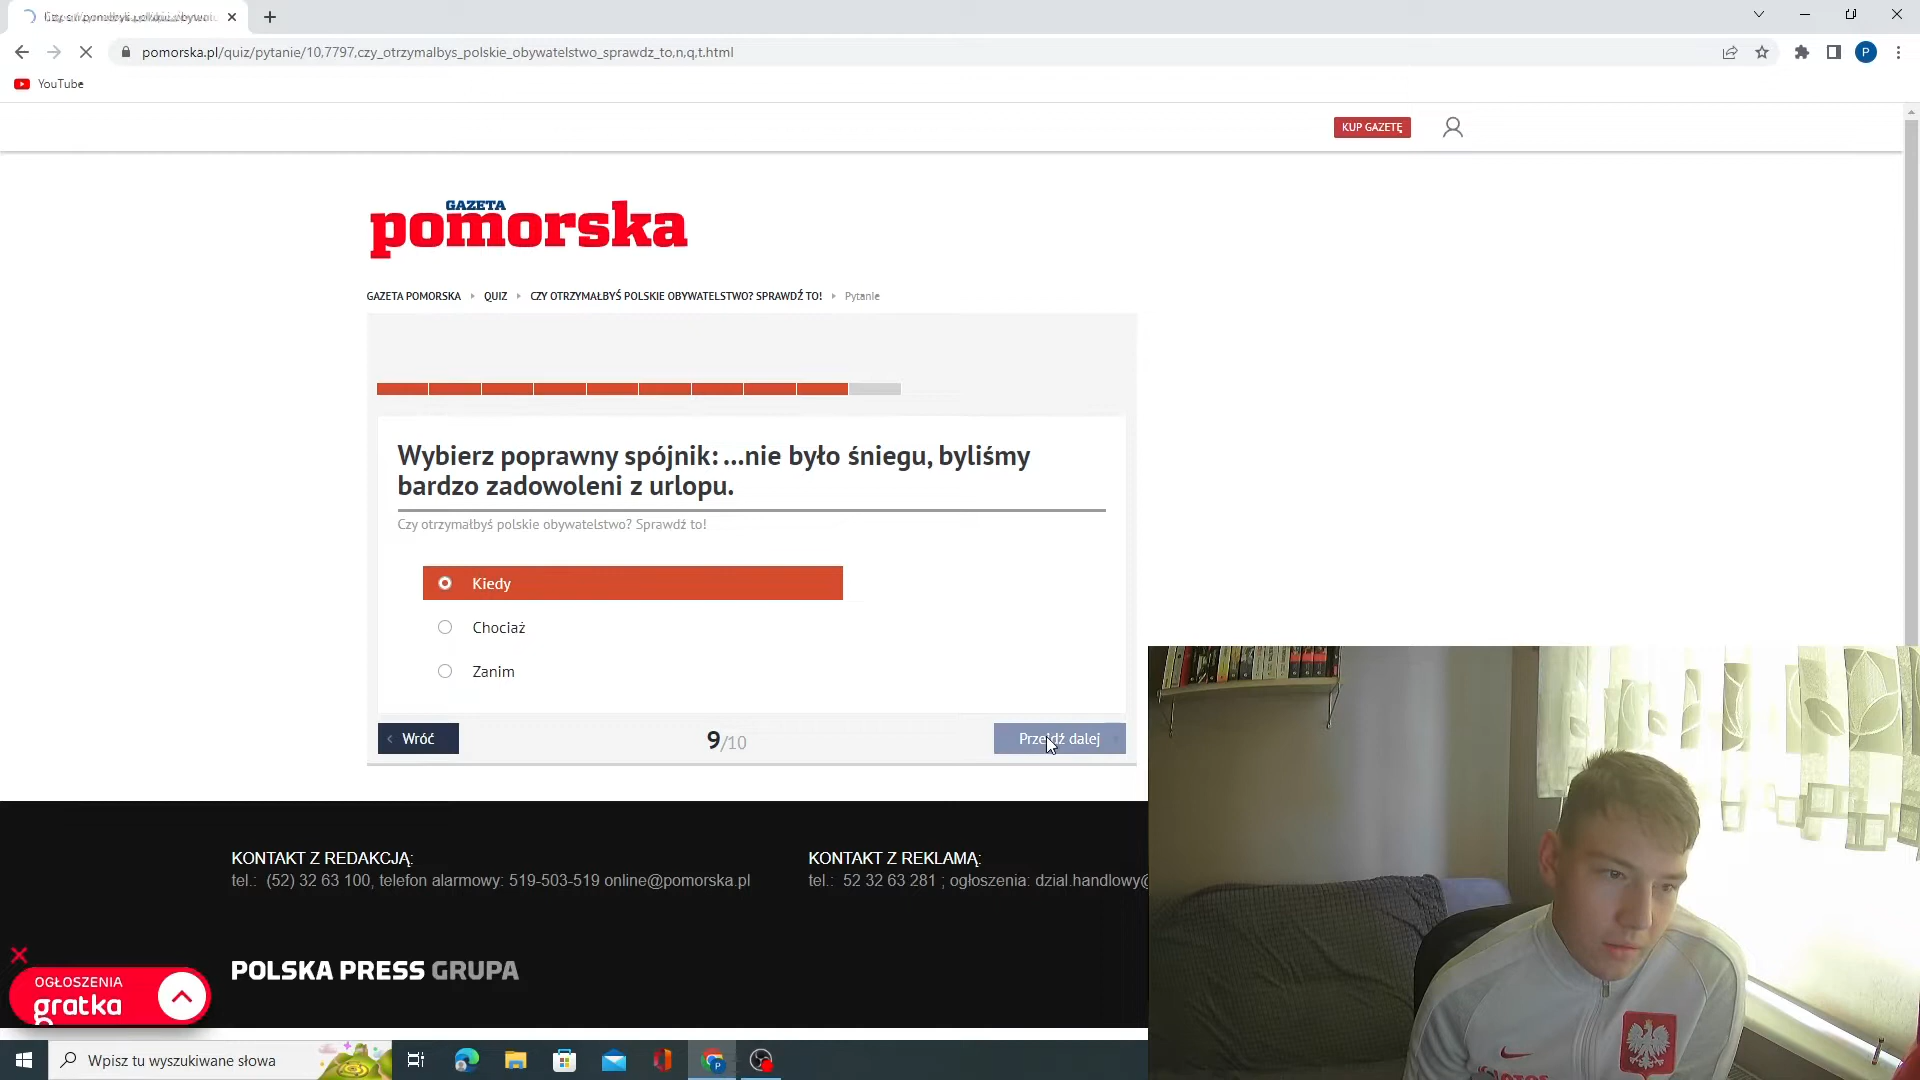 pomorska.pl/quiz/pytanie/10,7797,czy_otrzymalbys_polskie_obywatelstwo_sprawdz_to,n,q,t.html
P
YouTube
KUP GAZETĘ
GAZETA
pomorska
GAZETA POMORSKA QUIZ CZY OTRZYMAŁBYŚ POLSKIE OBYWATELSTWO? SPRAWDŹ TO! Pytanie
Wybierz poprawny spójnik: ...nie było śniegu, byliśmy
bardzo zadowoleni z urlopu.
Czy otrzymałbyś polskie obywatelstwo? Sprawdź to!
Kiedy
Chociaż
Zanim
Wróć
9/10
Przejdź dalej
KONTAKT Z REDAKCJĄ:
tel.: (52) 32 63 100, telefon alarmowy: 519-503-519 online@pomorska.pl
KONTAKT Z REKLAMĄ:
tel.: 52 32 63 281 ; ogłoszenia: dzial.handlowy@
POLSKA PRESS GRUPA
OGŁOSZENIA
gratka
Wpisz tu wyszukiwane słowa